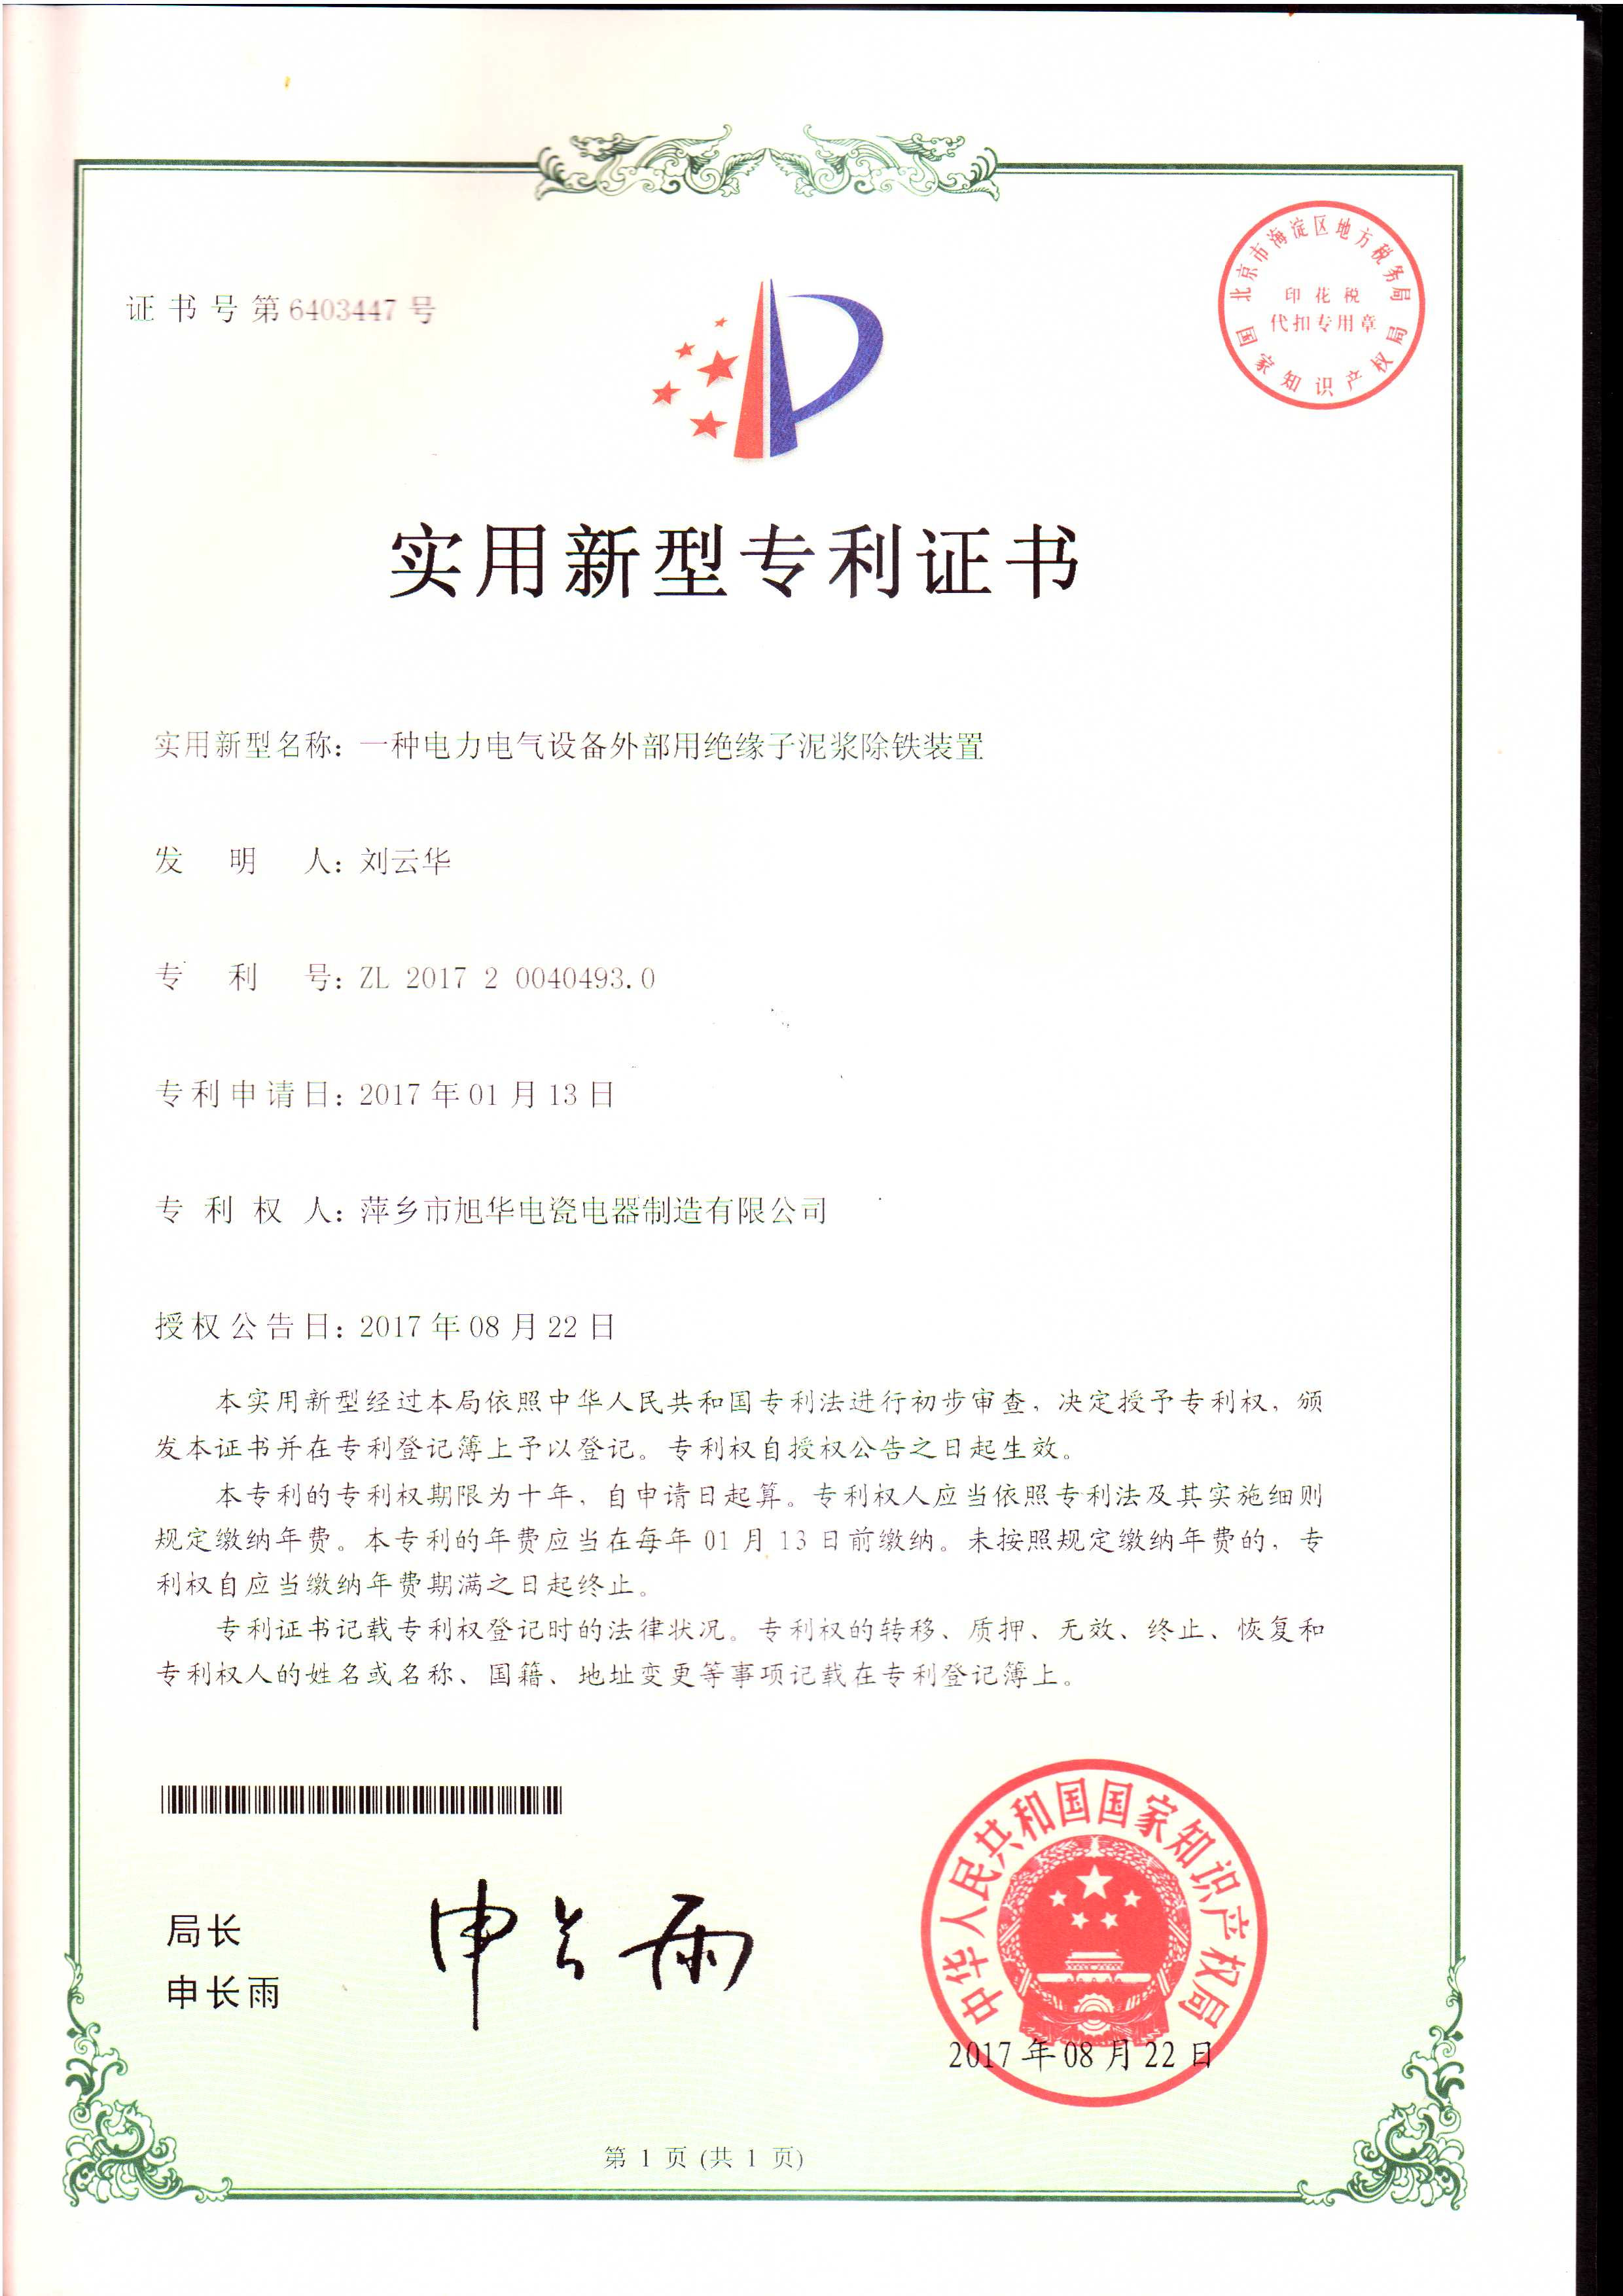 证书号第6403447号
北京市海淀区地方税务局
印花税
代扣专用章
国家知识产权局
实用新型专利证书
实用新型名称：一种电力电气设备外部用绝缘子泥浆除铁装置
发明人：刘云华
专利号：ZL 2017 2 0040493.0
专利申请日：2017年01月13日
专利权人：萍乡市旭华电瓷电器制造有限公司
授权公告日：2017年08月22日
本实用新型经过本局依照中华人民共和国专利法进行初步审查，决定授予专利权，颁
发本证书并在专利登记簿上予以登记。专利权自授权公告之日起生效。
本专利的专利权期限为十年，自申请日起算。专利权人应当依照专利法及其实施细则
规定缴纳年费。本专利的年费应当在每年01月13日前缴纳。未按照规定缴纳年费的，专
利权自应当缴纳年费期满之日起终止。
专利证书记载专利权登记时的法律状况。专利权的转移、质押、无效、终止、恢复和
专利权人的姓名或名称、国籍、地址变更等事项记载在专利登记簿上。
局长
申长雨
申长雨
中华人民共和国国家知识产权局
2017年08月22日
第1页(共1页)